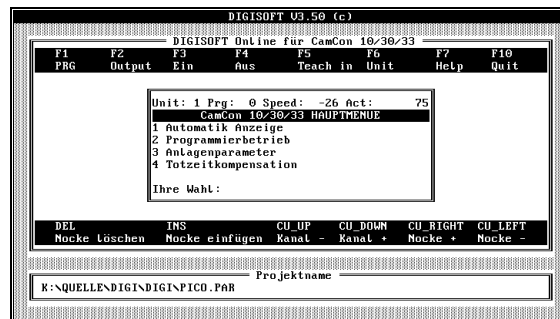 DIGISOFT V3.50 (c)
DIGISOFT OnLine für CamCon 10/30/33
F1 F2 F3 F4 F5 F6 F7 F10
PRG Output Ein Aus Teach in Unit Help Quit
Unit: 1 Prg: 0 Speed: -26 Act: 75
CamCon 10/30/33 HAUPTMENUE
1 Automatik Anzeige
2 Programmierbetrieb
3 Anlagenparameter
4 Totzeitkompensation
Ihre Wahl:
DEL INS CU_UP CU_DOWN CU_RIGHT CU_LEFT
Nocke löschen Nocke einfügen Kanal - Kanal + Nocke + Nocke -
Projektname
K:\QUELLE\DIGI\DIGI\PICO.PAR